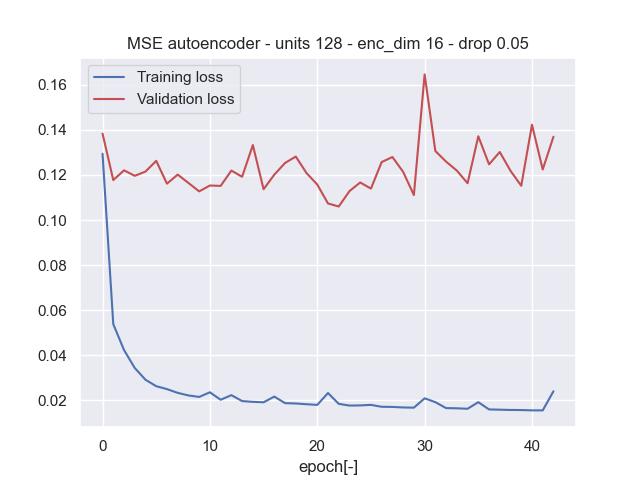 MSE autoencoder - units 128 - enc_dim 16 - drop 0.05
Training loss
Validation loss
0.16
0.14
0.12
0.10
0.08
0.06
0.04
0.02
0 10 20 30 40
epoch[-]